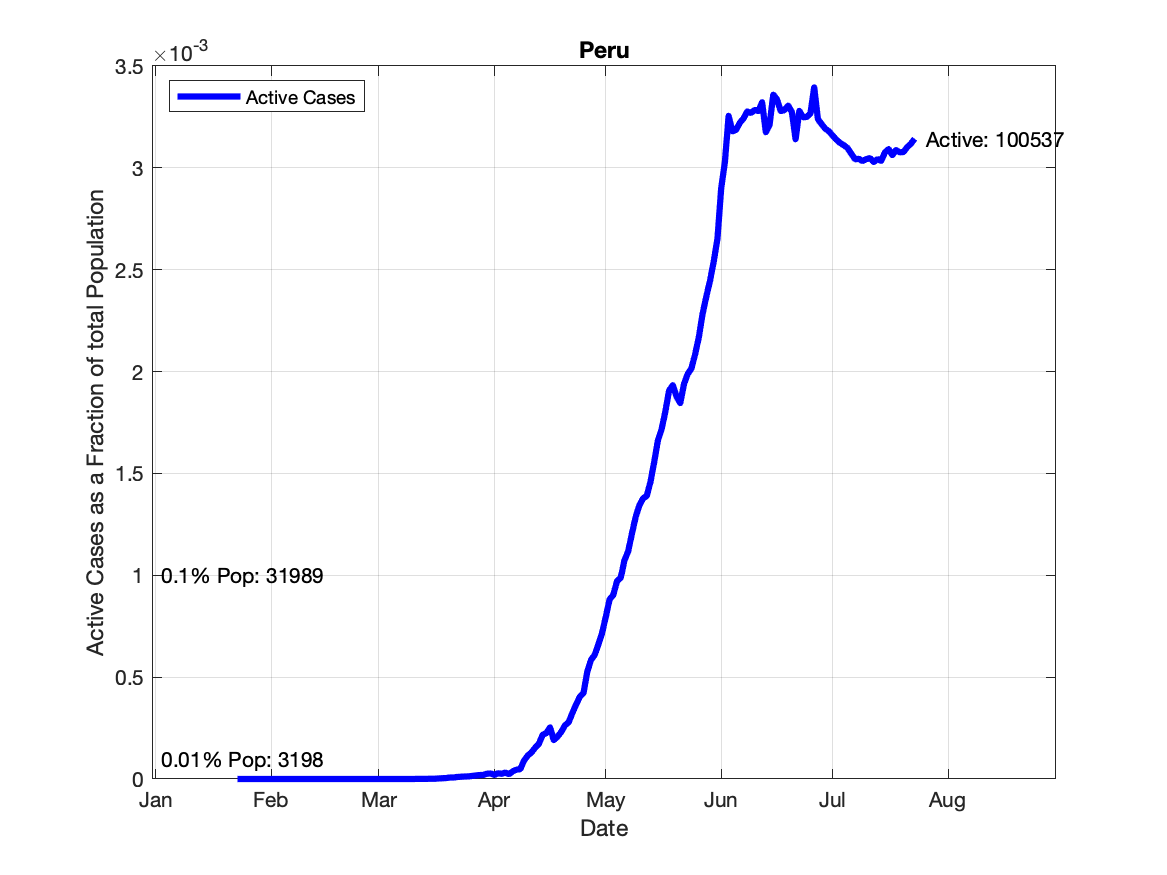 Peru
×10-3
3.5
3
2.5
2
1.5
1
0.5
0
Active Cases
Active: 100537
0.1% Pop: 31989
0.01% Pop: 3198
Active Cases as a Fraction of total Population
Jan Feb Mar Apr May Jun Jul Aug
Date